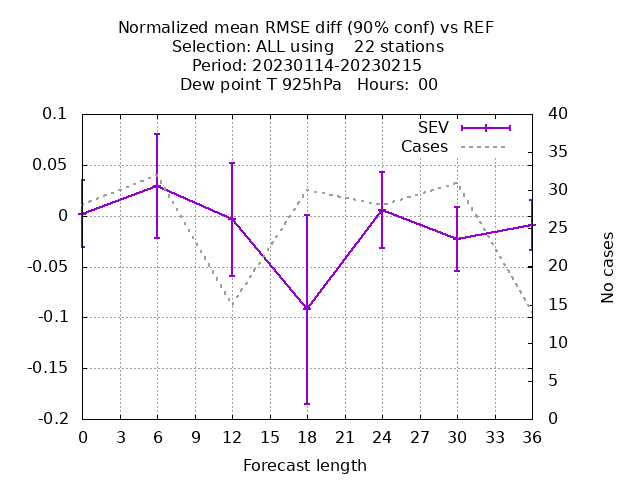 Normalized mean RMSE diff (90% conf) vs REF
Selection: ALL using    22 stations
Period: 20230114-20230215
Dew point T 925hPa   Hours:  00
SEV
Cases
0.1
0.05
0
-0.05
-0.1
-0.15
-0.2
40
35
30
25
20
15
10
5
0
No cases
0 3 6 9 12 15 18 21 24 27 30 33 36
Forecast length